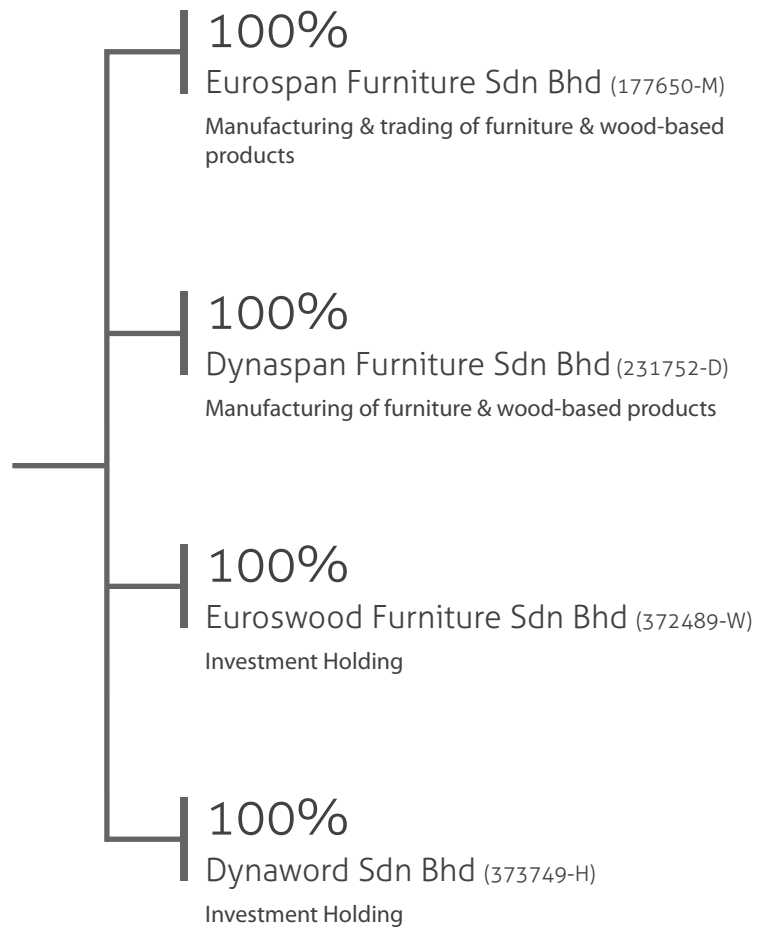 100%
Eurospan Furniture Sdn Bhd (177650-M)
Manufacturing & trading of furniture & wood-based
products
100%
Dynaspan Furniture Sdn Bhd (231752-D)
Manufacturing of furniture & wood-based products
100%
Euroswood Furniture Sdn Bhd (372489-W)
Investment Holding
100%
Dynaword Sdn Bhd (373749-H)
Investment Holding